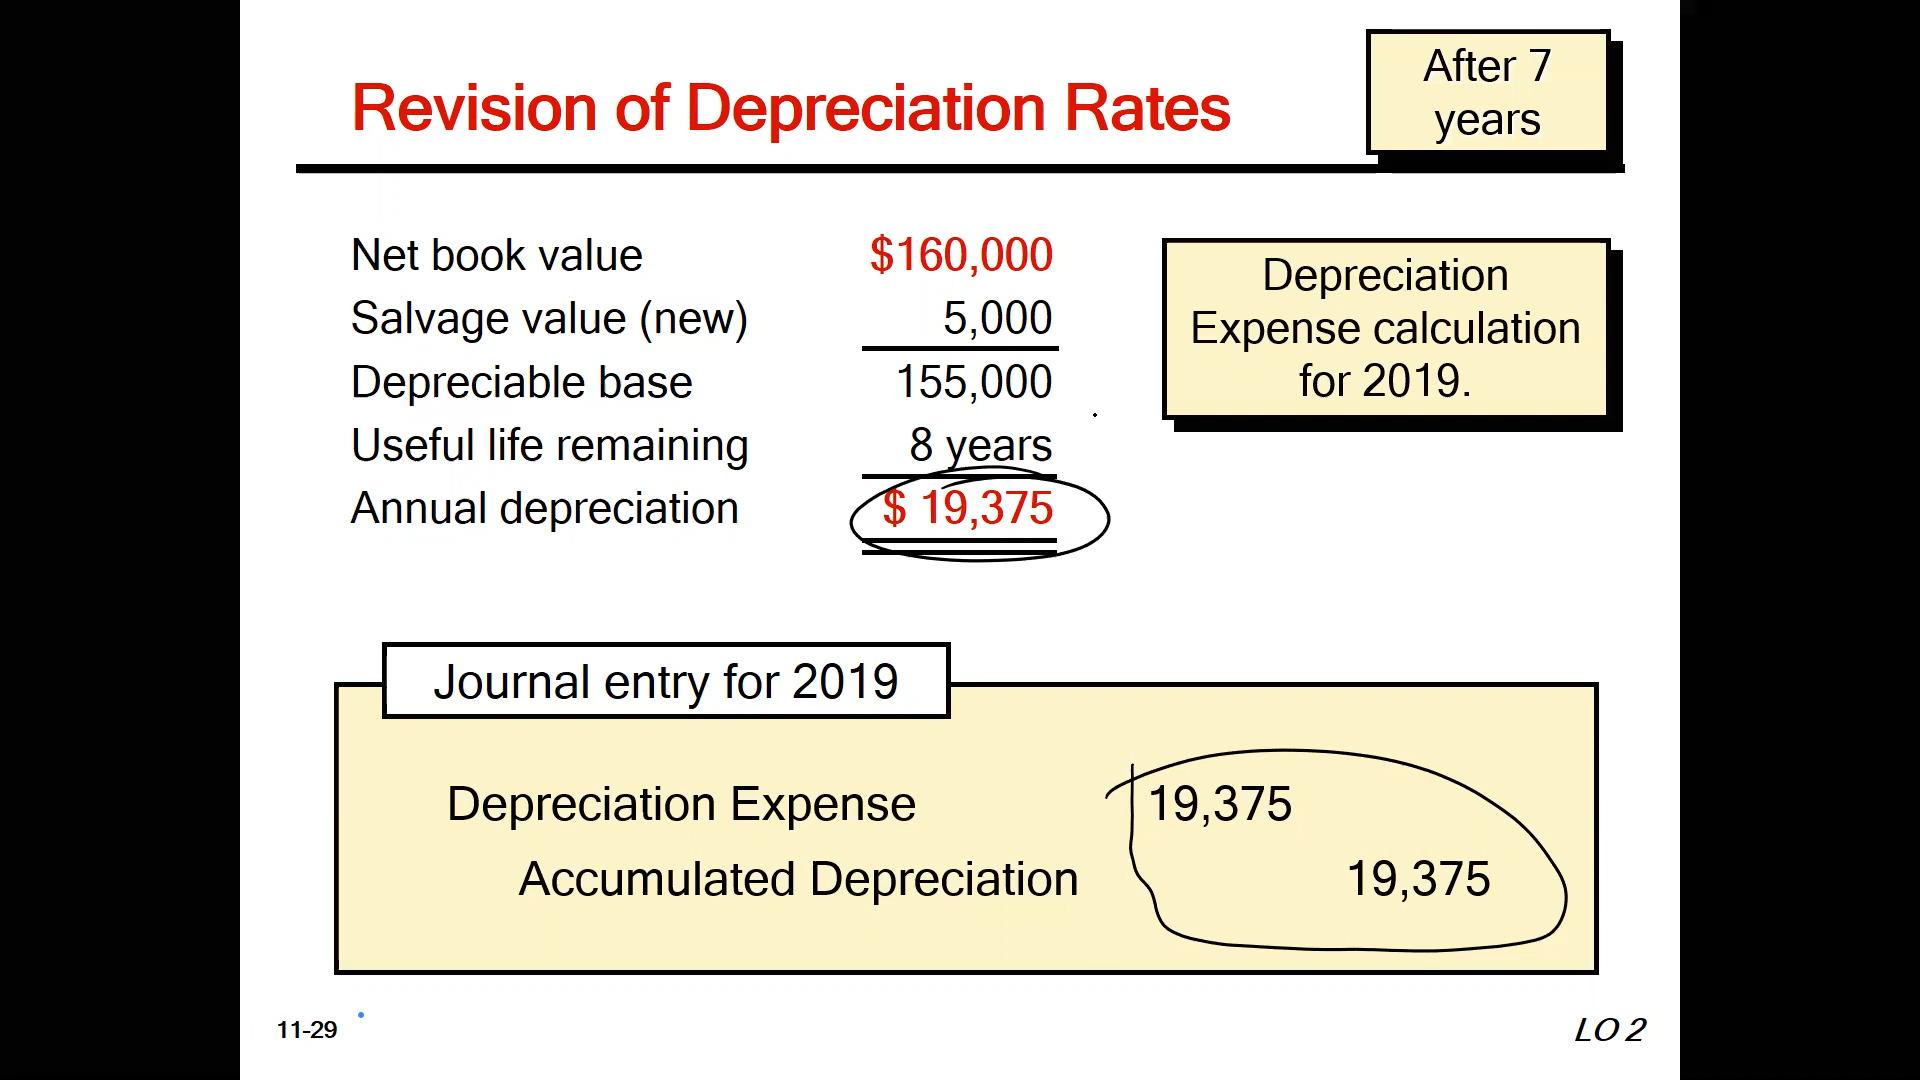 Revision of Depreciation Rates
After 7
years
Net book value $160,000
Salvage value (new) 5,000
Depreciable base 155,000
Useful life remaining 8 years
Annual depreciation $ 19,375
Depreciation
Expense calculation
for 2019.
Journal entry for 2019
Depreciation Expense 19,375
Accumulated Depreciation 19,375
11-29
LO 2